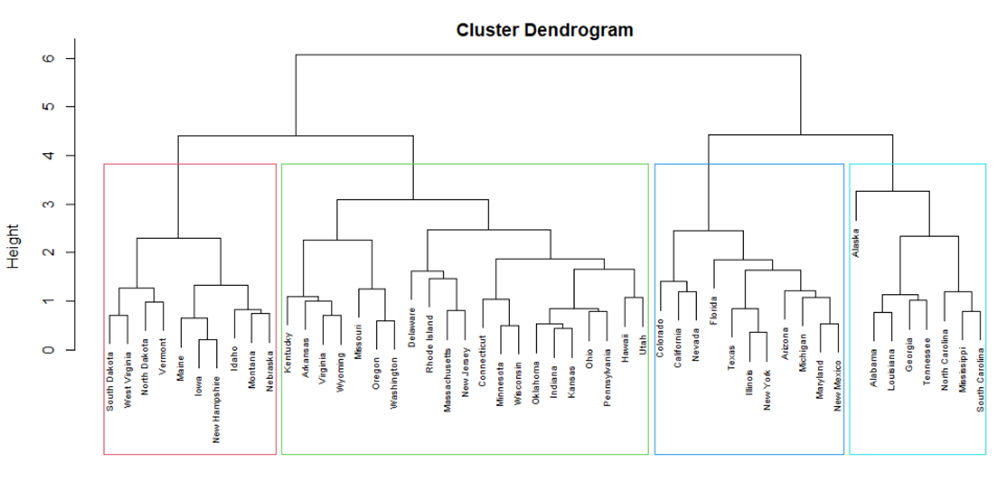 Cluster Dendrogram
Height
6
5
4
3
2
1
0
South Dakota
West Virginia
North Dakota
Vermont
Maine
Iowa
New Hampshire
Idaho
Montana
Nebraska
Kentucky
Arkansas
Virginia
Wyoming
Missouri
Oregon
Washington
Delaware
Rhode Island
Massachusetts
New Jersey
Connecticut
Minnesota
Wisconsin
Oklahoma
Indiana
Kansas
Ohio
Pennsylvania
Hawaii
Utah
Colorado
California
Nevada
Florida
Texas
Illinois
New York
Arizona
Michigan
Maryland
New Mexico
Alaska
Alabama
Louisiana
Georgia
Tennessee
North Carolina
Mississippi
South Carolina